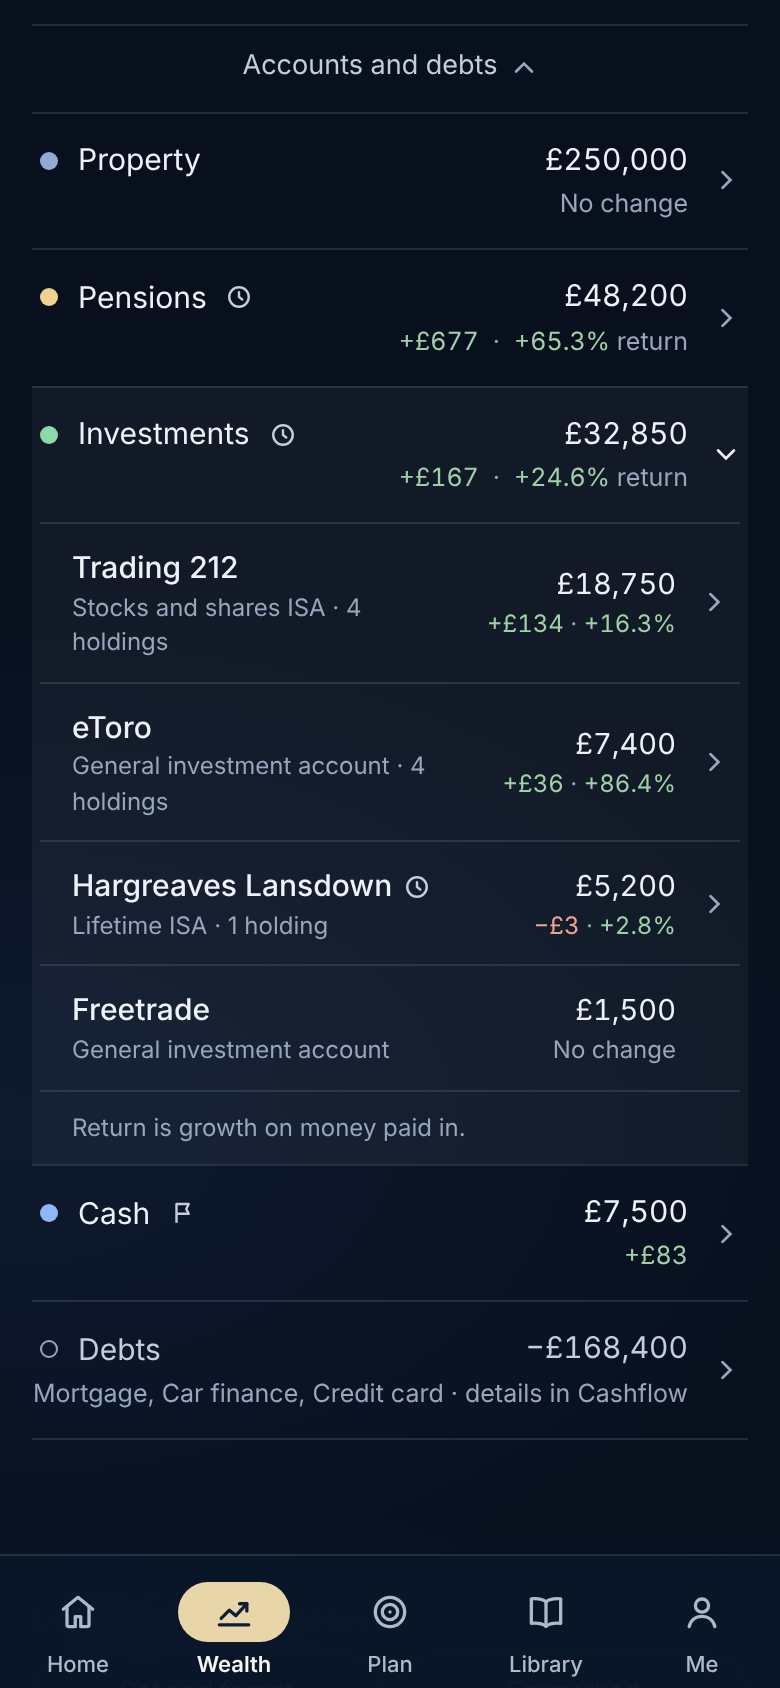 Accounts and debts
Property
£250,000
No change
Pensions
£48,200
+£677 · +65.3% return
Investments
£32,850
+£167 · +24.6% return
Trading 212
Stocks and shares ISA · 4
holdings
£18,750
+£134 · +16.3%
eToro
General investment account · 4
holdings
£7,400
+£36 · +86.4%
Hargreaves Lansdown
Lifetime ISA · 1 holding
£5,200
−£3 · +2.8%
Freetrade
General investment account
£1,500
No change
Return is growth on money paid in.
Cash
£7,500
+£83
Debts
−£168,400
Mortgage, Car finance, Credit card · details in Cashflow
Home
Wealth
Plan
Library
Me